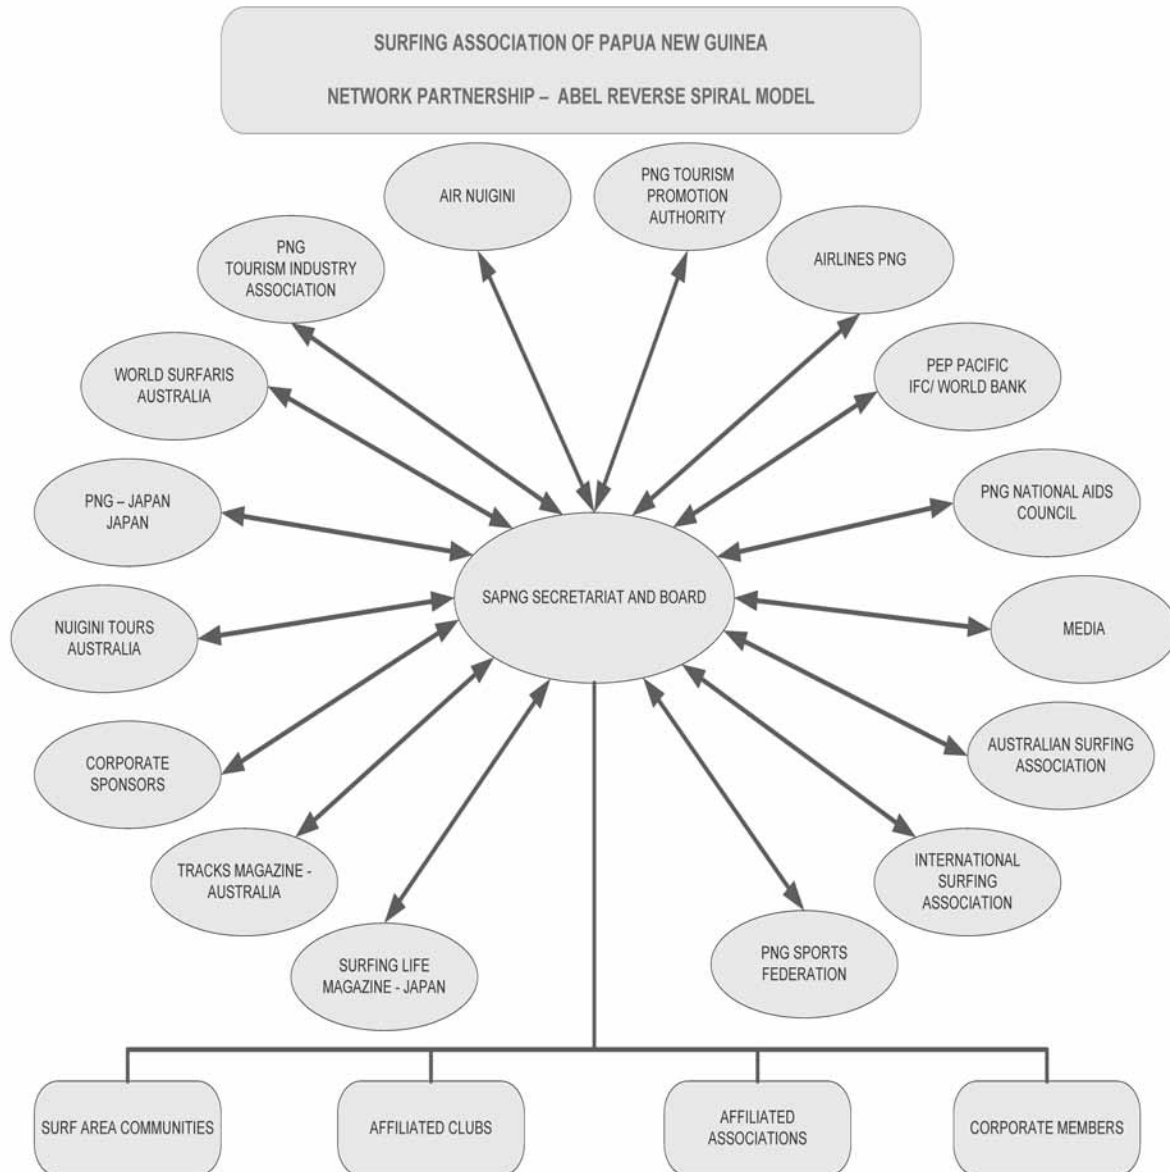 SURFING ASSOCIATION OF PAPUA NEW GUINEA
NETWORK PARTNERSHIP – ABEL REVERSE SPIRAL MODEL
AIR NUIGINI
PNG TOURISM
PROMOTION
AUTHORITY
PNG
TOURISM INDUSTRY
ASSOCIATION
AIRLINES PNG
WORLD SURFARIS
AUSTRALIA
PEP PACIFIC
IFC/ WORLD BANK
PNG – JAPAN
JAPAN
PNG NATIONAL AIDS
COUNCIL
SAPNG SECRETARIAT AND BOARD
NUIGINI TOURS
AUSTRALIA
MEDIA
CORPORATE
SPONSORS
AUSTRALIAN SURFING
ASSOCIATION
TRACKS MAGAZINE -
AUSTRALIA
INTERNATIONAL
SURFING
ASSOCIATION
SURFING LIFE
MAGAZINE - JAPAN
PNG SPORTS
FEDERATION
SURF AREA COMMUNITIES
AFFILIATED CLUBS
AFFILIATED
ASSOCIATIONS
CORPORATE MEMBERS